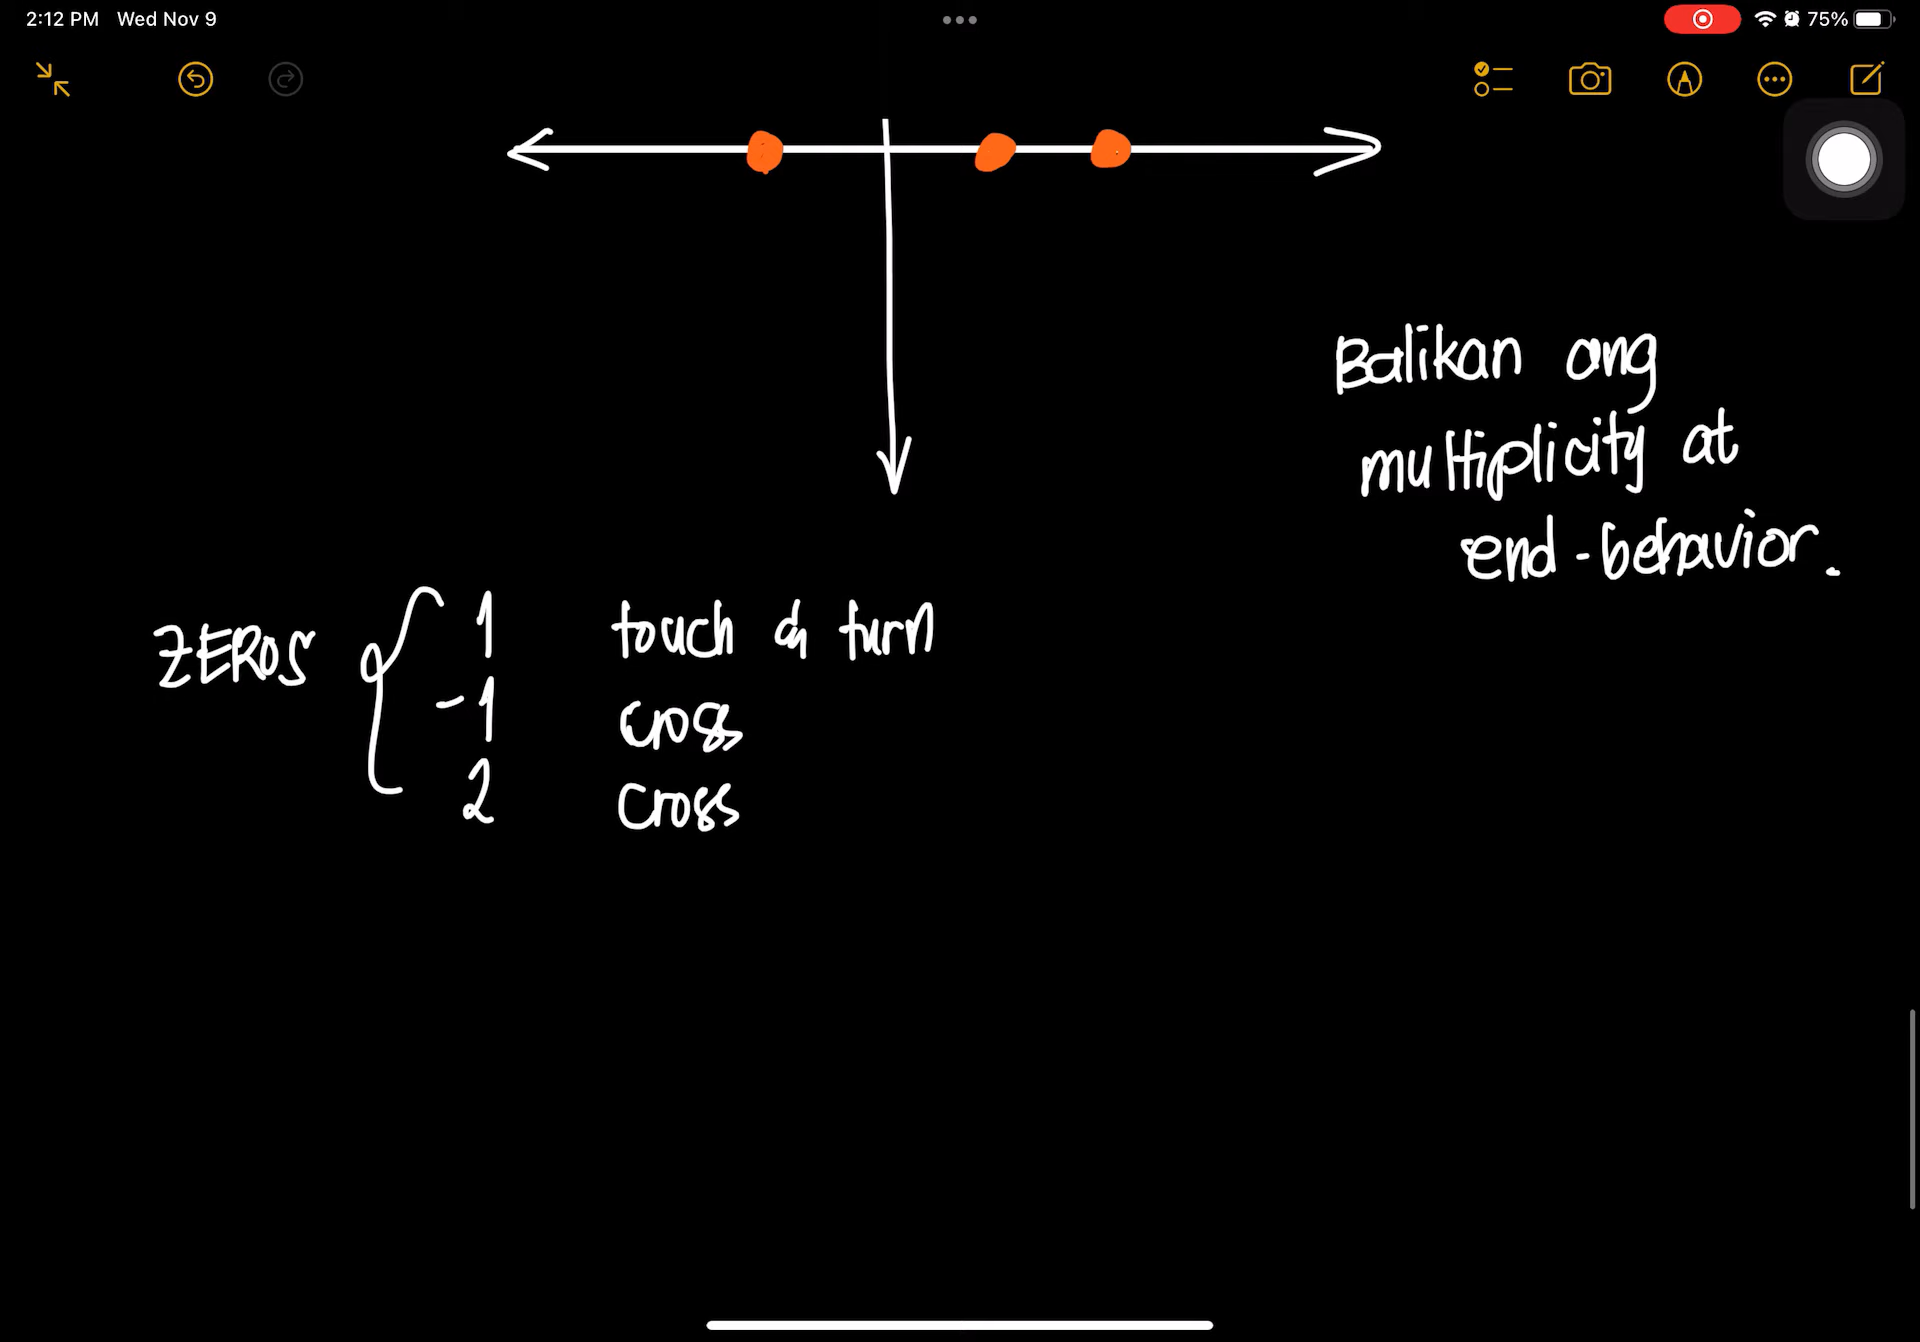 2:12 PM Wed Nov 9
75%
Balikan ang
multiplicity at
end-behavior.
ZEROS 1 touch & turn
-1 cross
2 cross